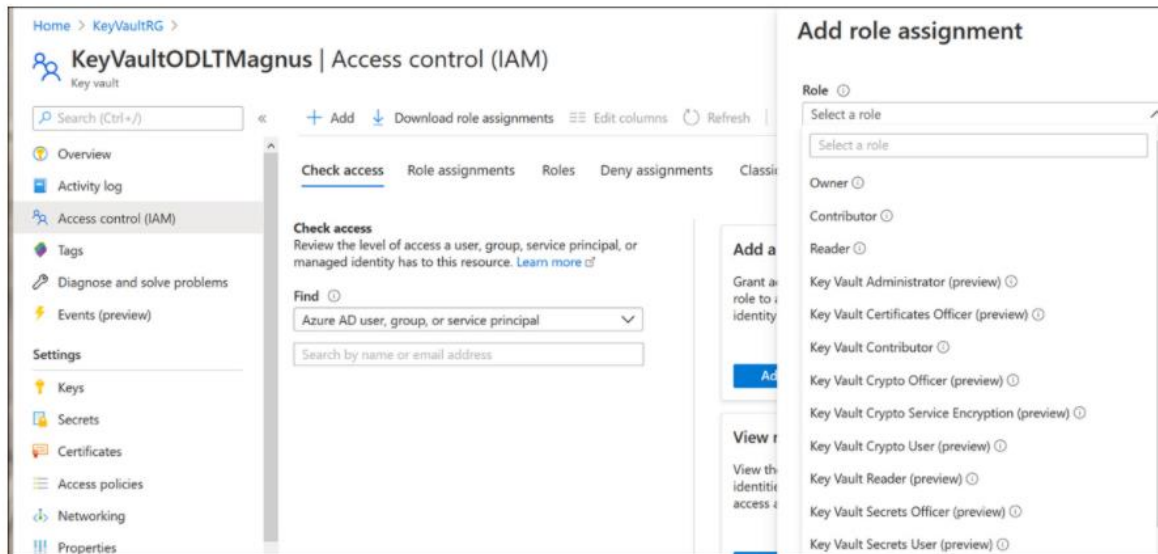 Home > KeyVaultRG >
KeyVaultODLTMagnus | Access control (IAM)
Key vault
Search (Ctrl+/)
«
Overview
Activity log
Access control (IAM)
Tags
Diagnose and solve problems
Events (preview)
Settings
Keys
Secrets
Certificates
Access policies
Networking
Properties
+ Add
Download role assignments
Edit columns
Refresh
Check access
Role assignments
Roles
Deny assignments
Check access
Review the level of access a user, group, service principal, or
managed identity has to this resource. Learn more
Find
Azure AD user, group, or service principal
Search by name or email address
Add a
Grant a
role to
identity
Ad
View
View th
identitie
access a
Add role assignment
Role
Select a role
Select a role
Owner
Contributor
Reader
Key Vault Administrator (preview)
Key Vault Certificates Officer (preview)
Key Vault Contributor
Key Vault Crypto Officer (preview)
Key Vault Crypto Service Encryption (preview)
Key Vault Crypto User (preview)
Key Vault Reader (preview)
Key Vault Secrets Officer (preview)
Key Vault Secrets User (preview)